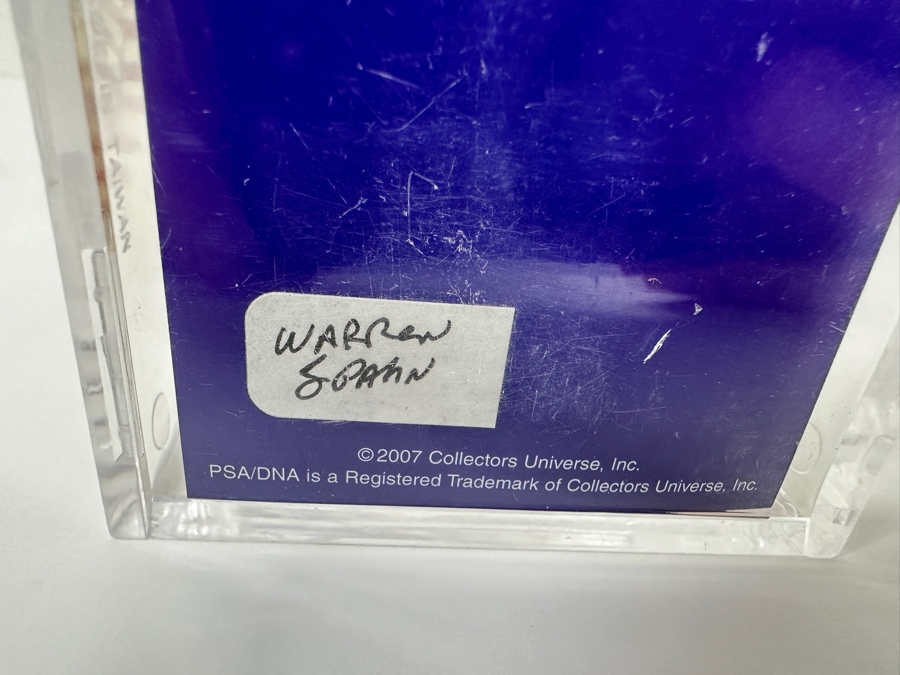 TAIWAN
WARREN
SPAHN
©2007 Collectors Universe, Inc.
PSA/DNA is a Registered Trademark of Collectors Universe, Inc.